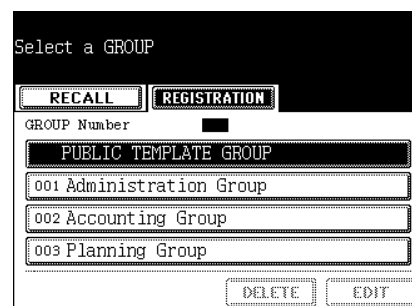 Select a GROUP
RECALL REGISTRATION
GROUP Number
PUBLIC TEMPLATE GROUP
001 Administration Group
002 Accounting Group
003 Planning Group
DELETE EDIT